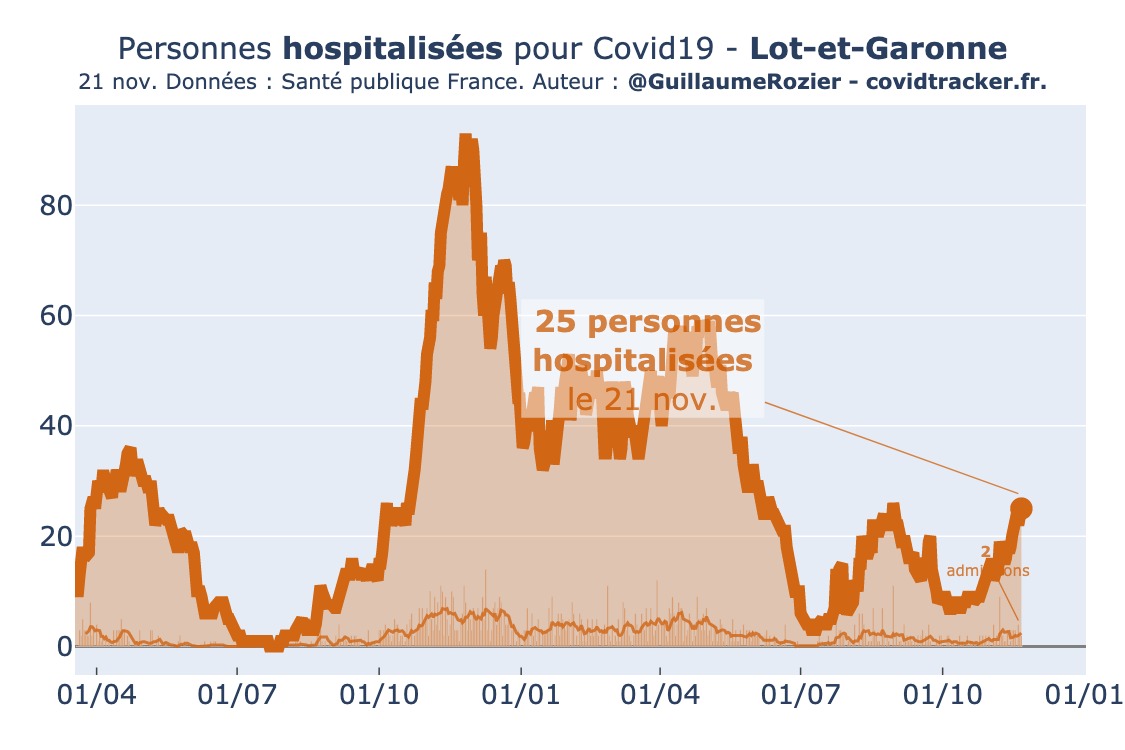 Personnes hospitalisées pour Covid19 - Lot-et-Garonne
21 nov. Données : Santé publique France. Auteur : @GuillaumeRozier - covidtracker.fr.
80
60
40
20
0
25 personnes
hospitalisées
le 21 nov.
2
admissions
01/04 01/07 01/10 01/01 01/04 01/07 01/10 01/01